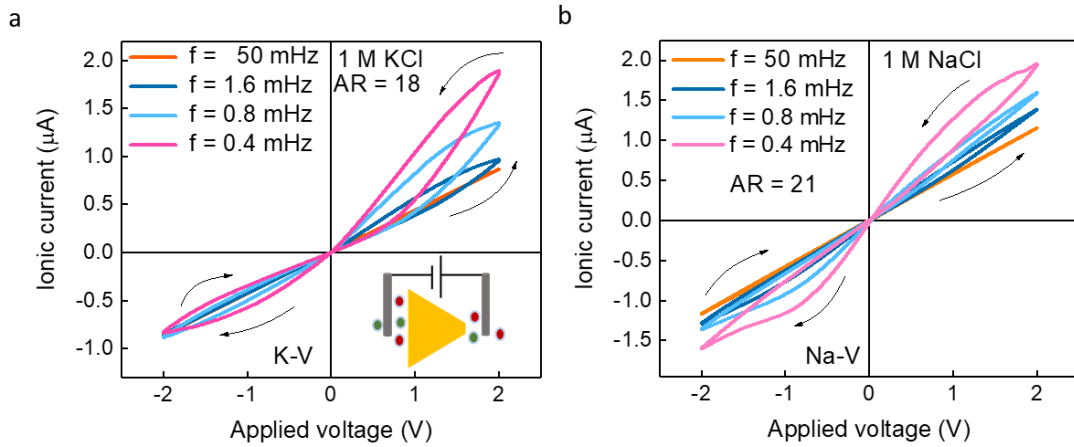 a
1 M KCl
AR = 18
f = 50 mHz
f = 1.6 mHz
f = 0.8 mHz
f = 0.4 mHz
2.0
1.5
1.0
0.5
0.0
-0.5
-1.0
Ionic current (μA)
K-V
-2
-1
0
1
2
Applied voltage (V)
b
1 M NaCl
f = 50 mHz
f = 1.6 mHz
f = 0.8 mHz
f = 0.4 mHz
AR = 21
2.0
1.5
1.0
0.5
0.0
-0.5
-1.0
-1.5
Ionic current (μA)
Na-V
-2
-1
0
1
2
Applied voltage (V)